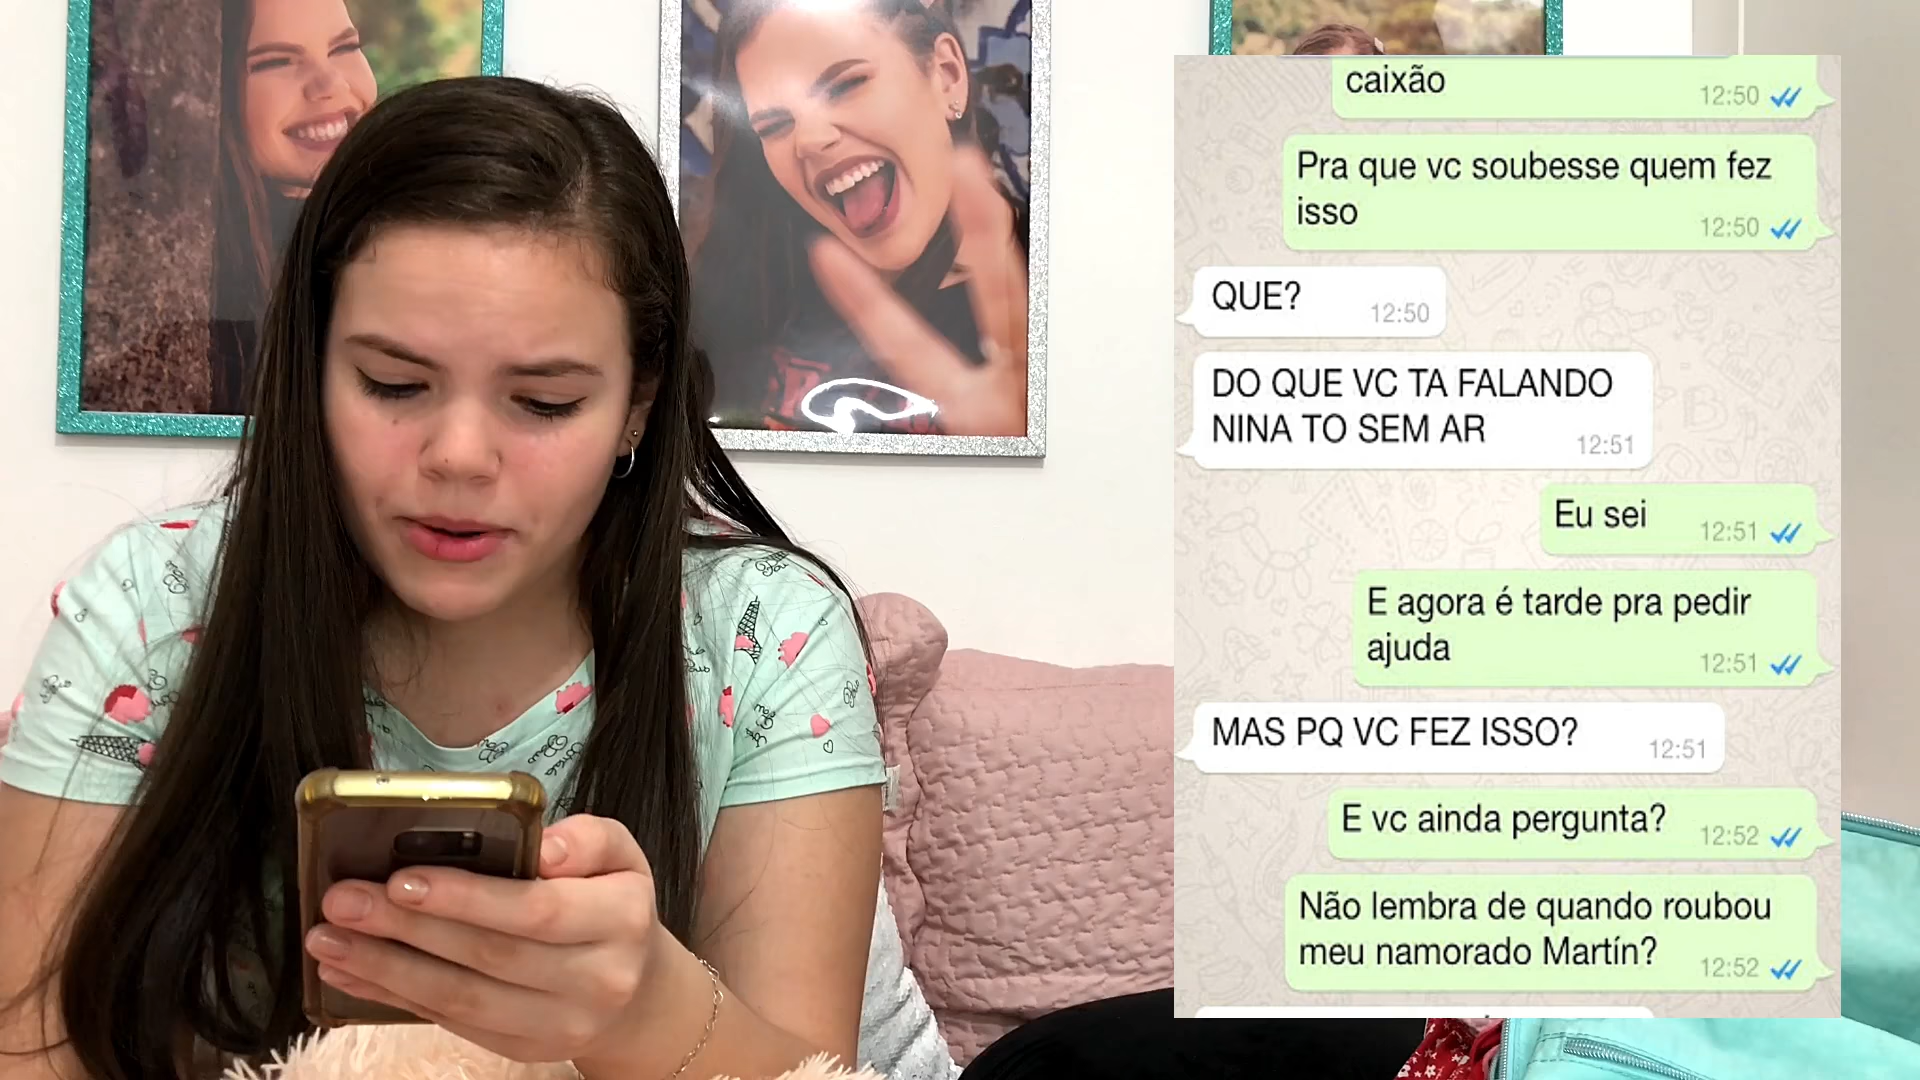 caixão
12:50
Pra que vc soubesse quem fez
isso
12:50
QUE?
12:50
DO QUE VC TA FALANDO
NINA TO SEM AR
12:51
Eu sei
12:51
E agora é tarde pra pedir
ajuda
12:51
MAS PQ VC FEZ ISSO?
12:51
E vc ainda pergunta?
12:52
Não lembra de quando roubou
meu namorado Martín?
12:52